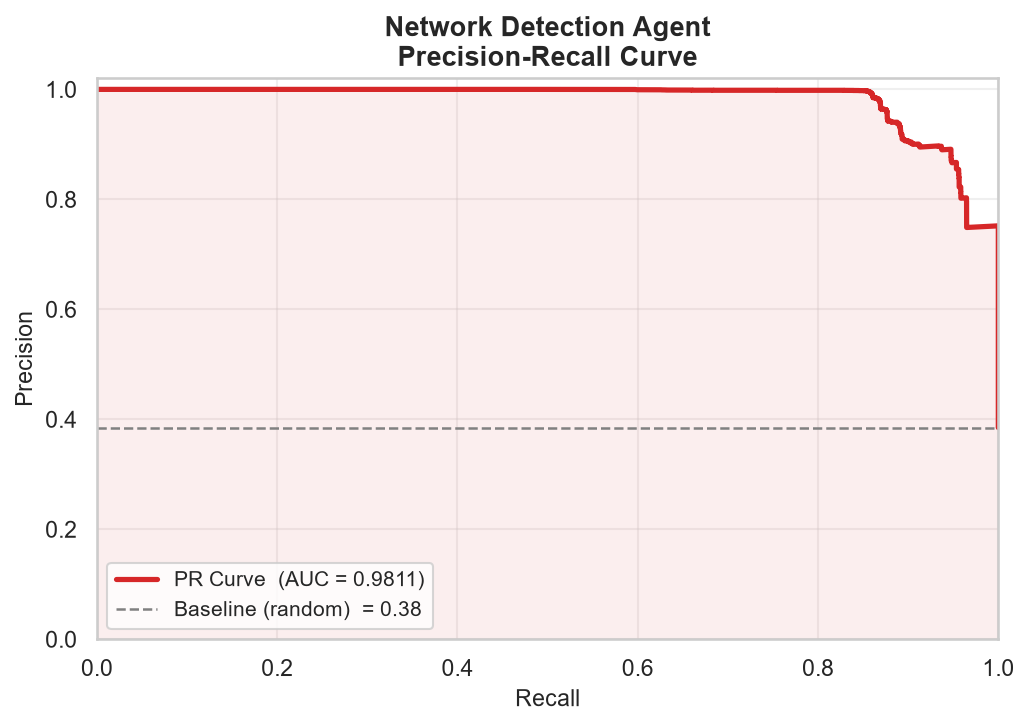 Network Detection Agent
Precision-Recall Curve
1.0
0.8
0.6
0.4
0.2
0.0
Precision
PR Curve (AUC = 0.9811)
Baseline (random) = 0.38
0.0 0.2 0.4 0.6 0.8 1.0
Recall